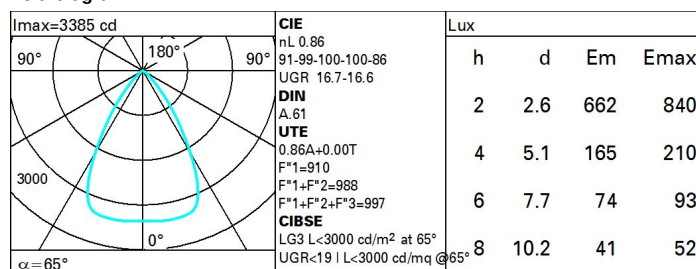 Imax=3385 cd
90°
180°
90°
3000
0°
α=65°
CIE
nL 0.86
91-99-100-100-86
UGR 16.7-16.6
DIN
A.61
UTE
0.86A+0.00T
F"1=910
F"1+F"2=988
F"1+F"2+F"3=997
CIBSE
LG3 L<3000 cd/m² at 65°
UGR<19 | L<3000 cd/mq @65°
Lux
h d Em Emax
2 2.6 662 840
4 5.1 165 210
6 7.7 74 93
8 10.2 41 52